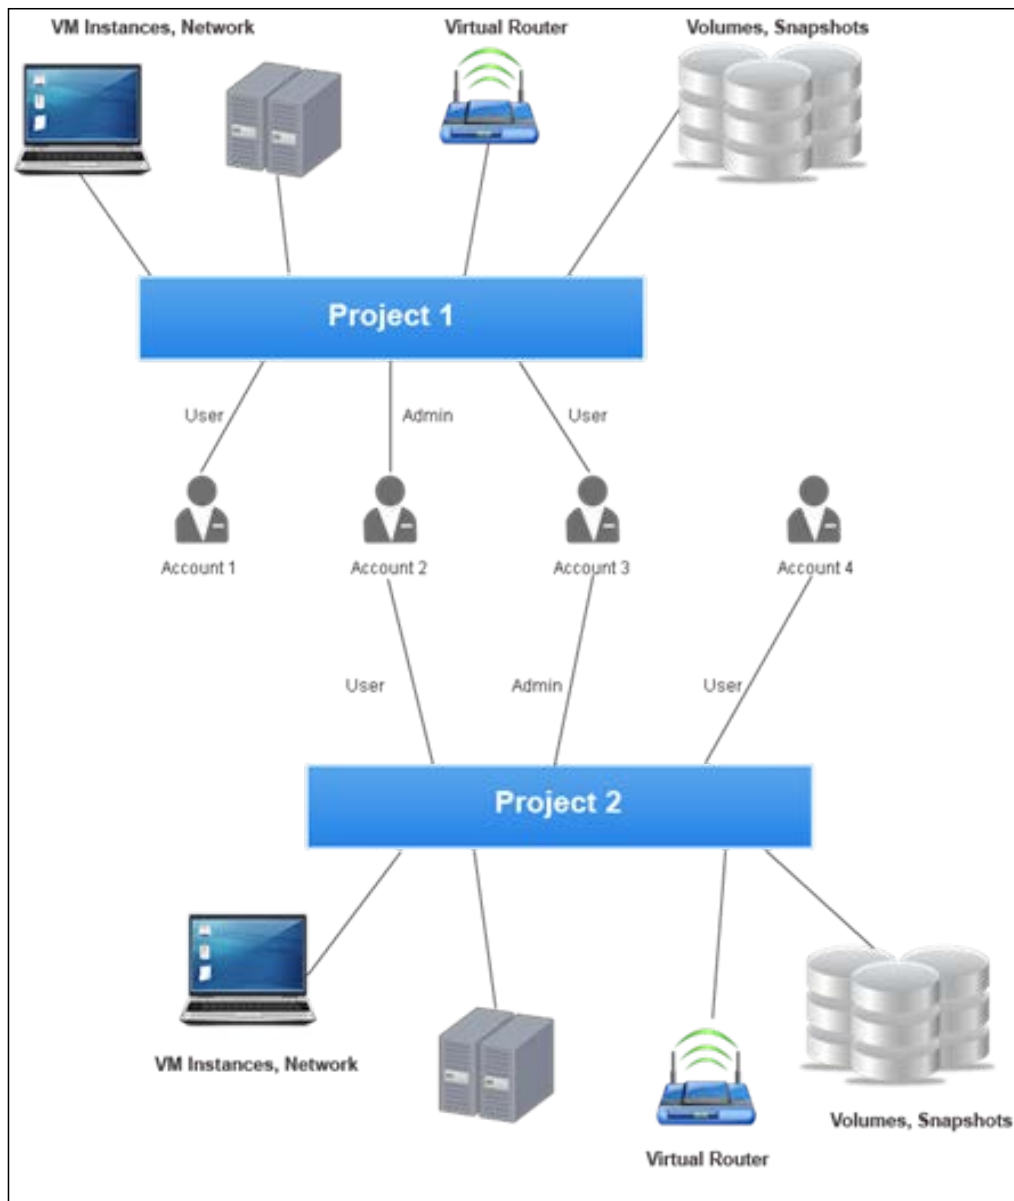 VM Instances, Network
Virtual Router
Volumes, Snapshots
Project 1
User
Admin
User
Account 1
Account 2
Account 3
Account 4
User
Admin
User
Project 2
VM Instances, Network
Volumes, Snapshots
Virtual Router